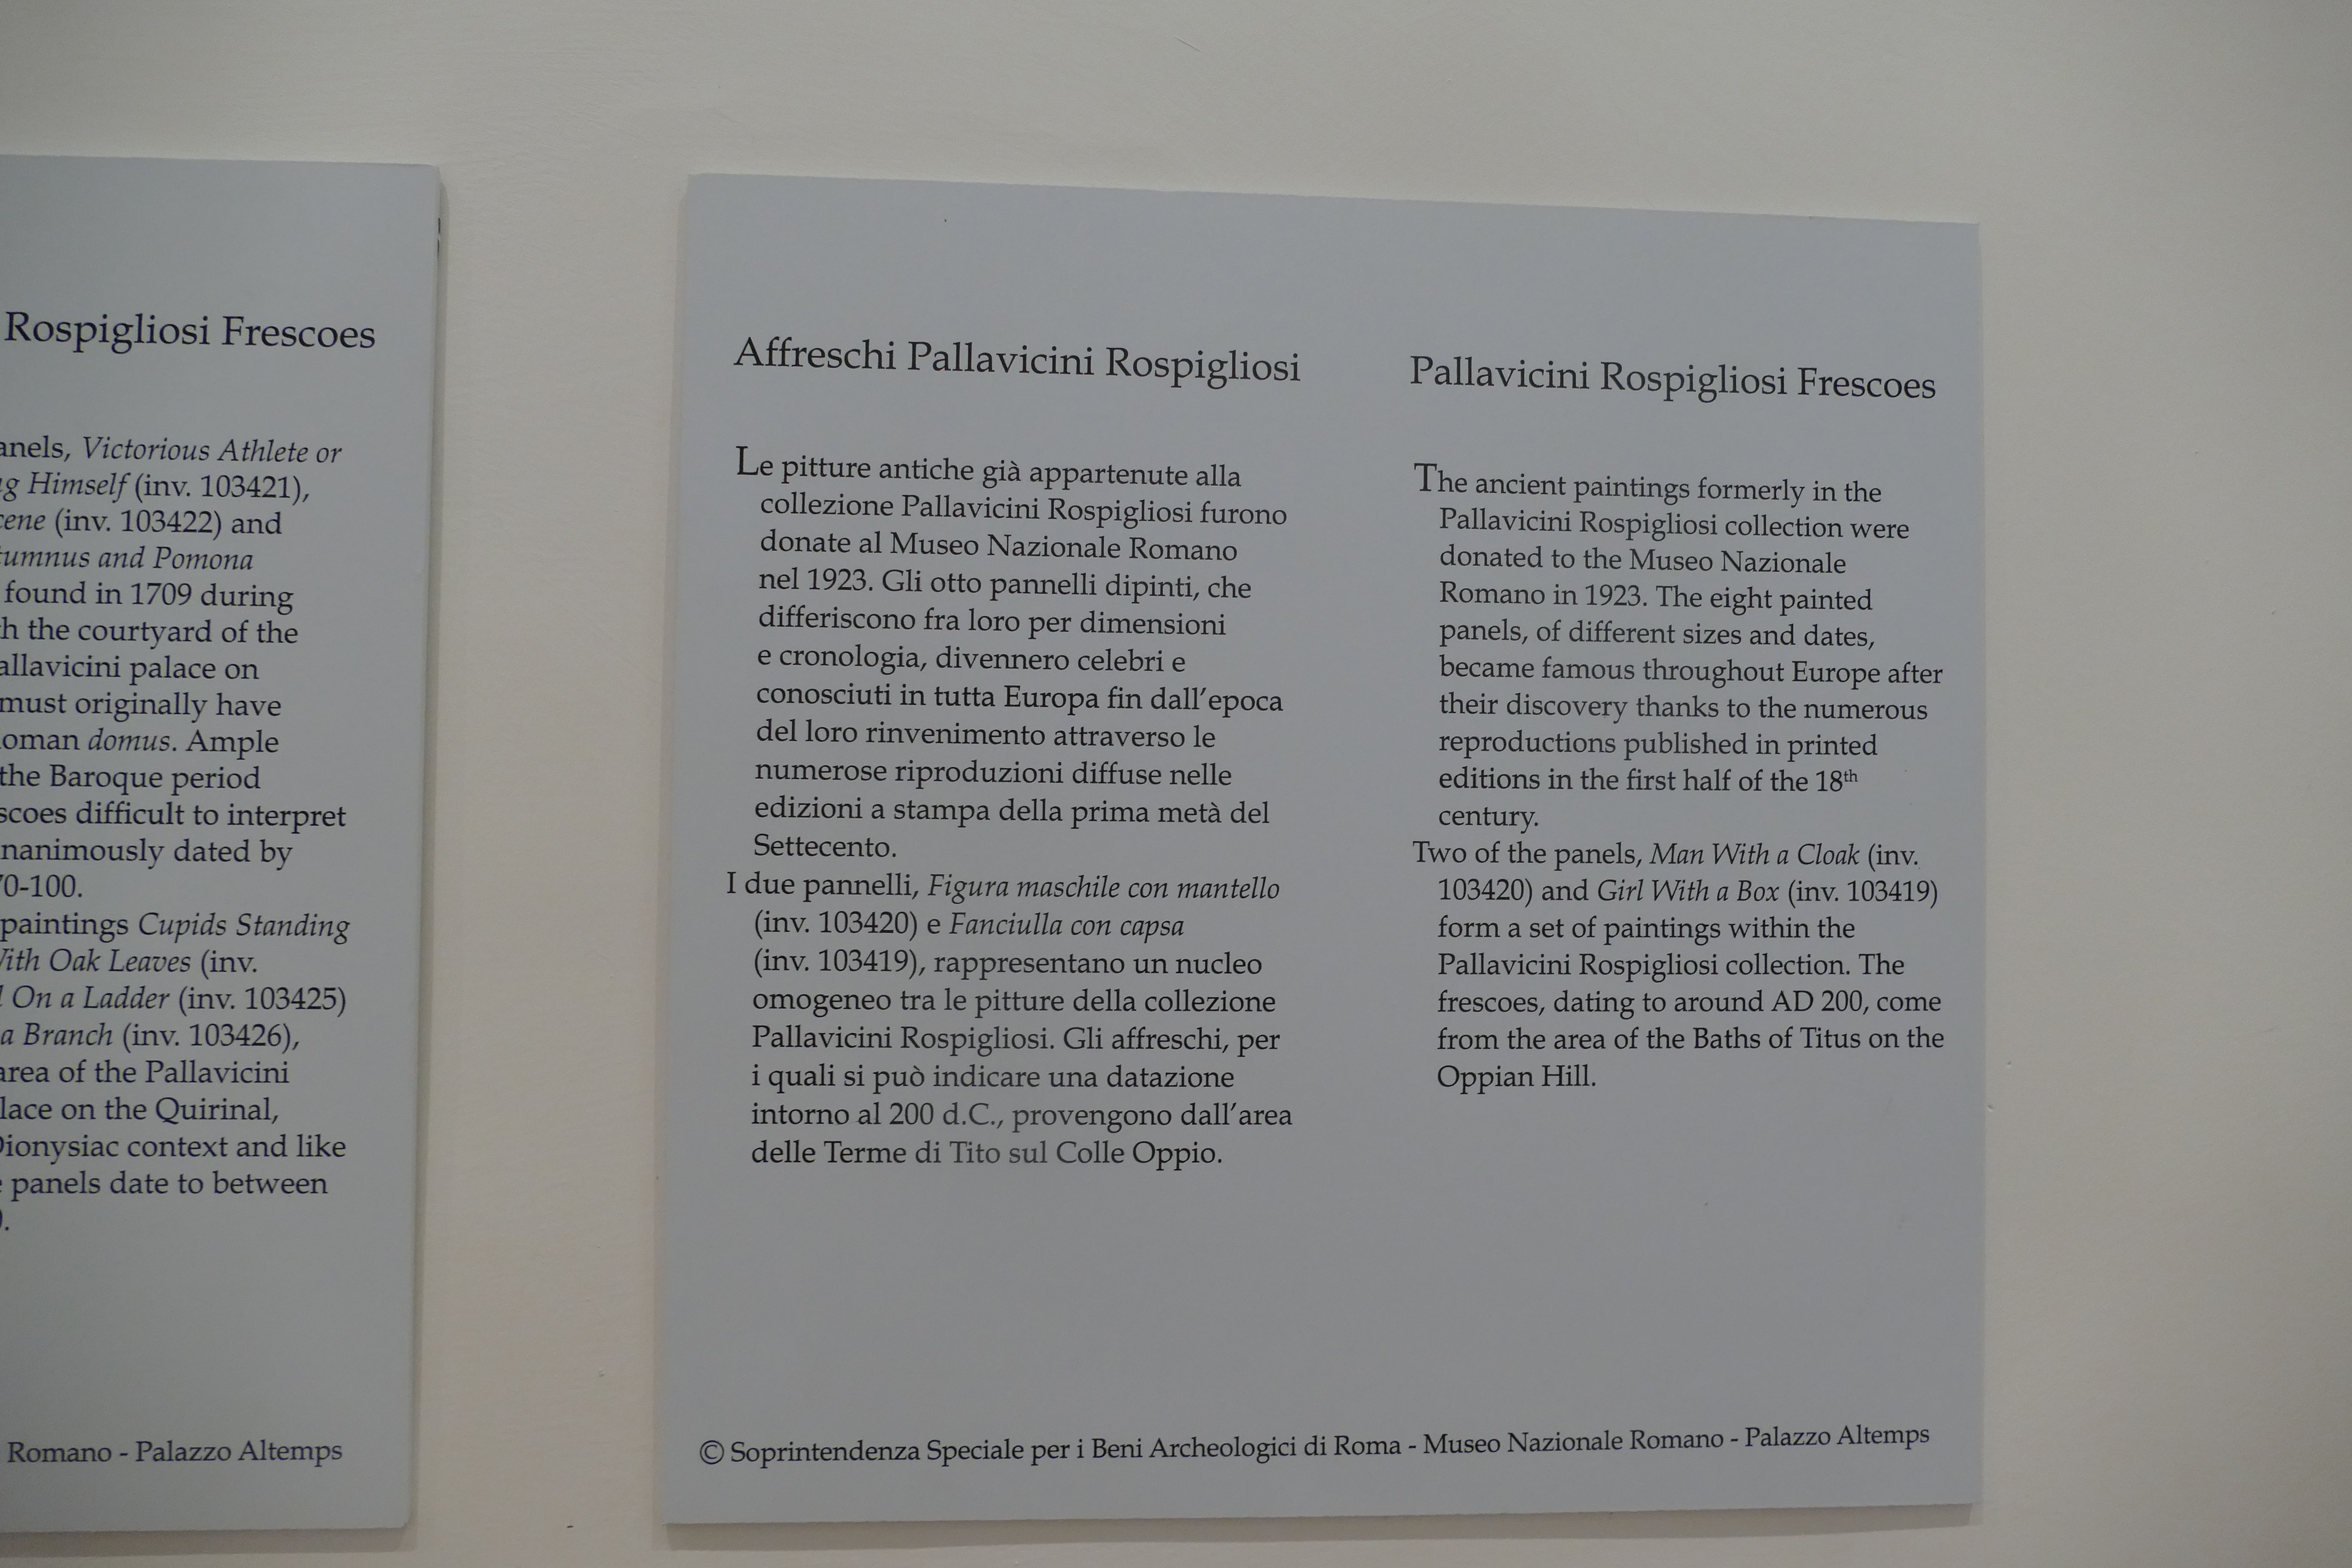 Rospigliosi Frescoes
Victorious Athlete or
Himself (inv. 103421),
(inv. 103422) and
and Pomona
found in 1709 during
the courtyard of the
palace on
must originally have
domus. Ample
the Baroque period
difficult to interpret
dated by
paintings Cupids Standing
Oak Leaves (inv.
On a Ladder (inv. 103425)
a Branch (inv. 103426),
area of the Pallavicini
on the Quirinal,
context and like
panels date to between
Romano - Palazzo Altemps
Affreschi Pallavicini Rospigliosi
Le pitture antiche già appartenute alla
collezione Pallavicini Rospigliosi furono
donate al Museo Nazionale Romano
nel 1923. Gli otto pannelli dipinti, che
differiscono fra loro per dimensioni
e cronologia, divennero celebri e
conosciuti in tutta Europa fin dall'epoca
del loro rinvenimento attraverso le
numerose riproduzioni diffuse nelle
edizioni a stampa della prima metà del
Settecento.
I due pannelli, Figura maschile con mantello
(inv. 103420) e Fanciulla con capsa
(inv. 103419), rappresentano un nucleo
omogeneo tra le pitture della collezione
Pallavicini Rospigliosi. Gli affreschi, per
i quali si può indicare una datazione
intorno al 200 d.C., provengono dall'area
delle Terme di Tito sul Colle Oppio.
Pallavicini Rospigliosi Frescoes
The ancient paintings formerly in the
Pallavicini Rospigliosi collection were
donated to the Museo Nazionale
Romano in 1923. The eight painted
panels, of different sizes and dates,
became famous throughout Europe after
their discovery thanks to the numerous
reproductions published in printed
editions in the first half of the 18th
century.
Two of the panels, Man With a Cloak (inv.
103420) and Girl With a Box (inv. 103419)
form a set of paintings within the
Pallavicini Rospigliosi collection. The
frescoes, dating to around AD 200, come
from the area of the Baths of Titus on the
Oppian Hill.
© Soprintendenza Speciale per i Beni Archeologici di Roma - Museo Nazionale Romano - Palazzo Altemps